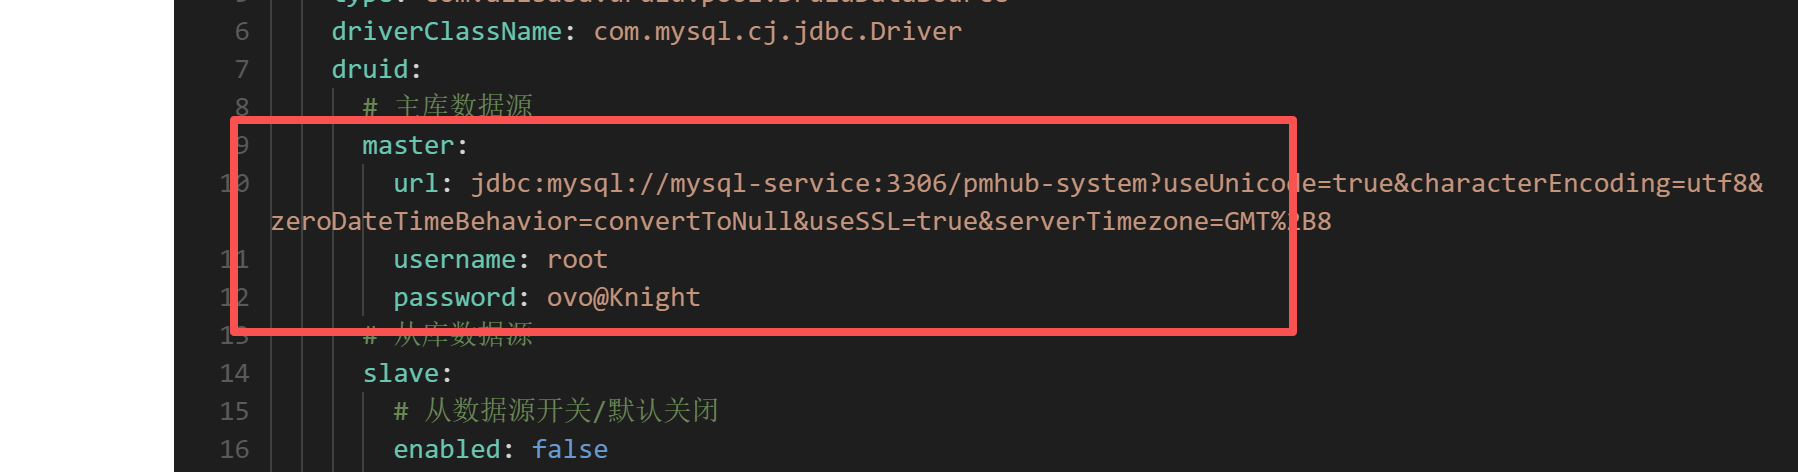 6 driverClassName: com.mysql.cj.jdbc.Driver
7 druid:
8 # 主库数据源
9 master:
10 url: jdbc:mysql://mysql-service:3306/pmhub-system?useUnicode=true&characterEncoding=utf8&
zeroDateTimeBehavior=convertToNull&useSSL=true&serverTimezone=GMT%2B8
11 username: root
12 password: ovo@Knight
13 # 从库数据源
14 slave:
15 # 从数据源开关/默认关闭
16 enabled: false